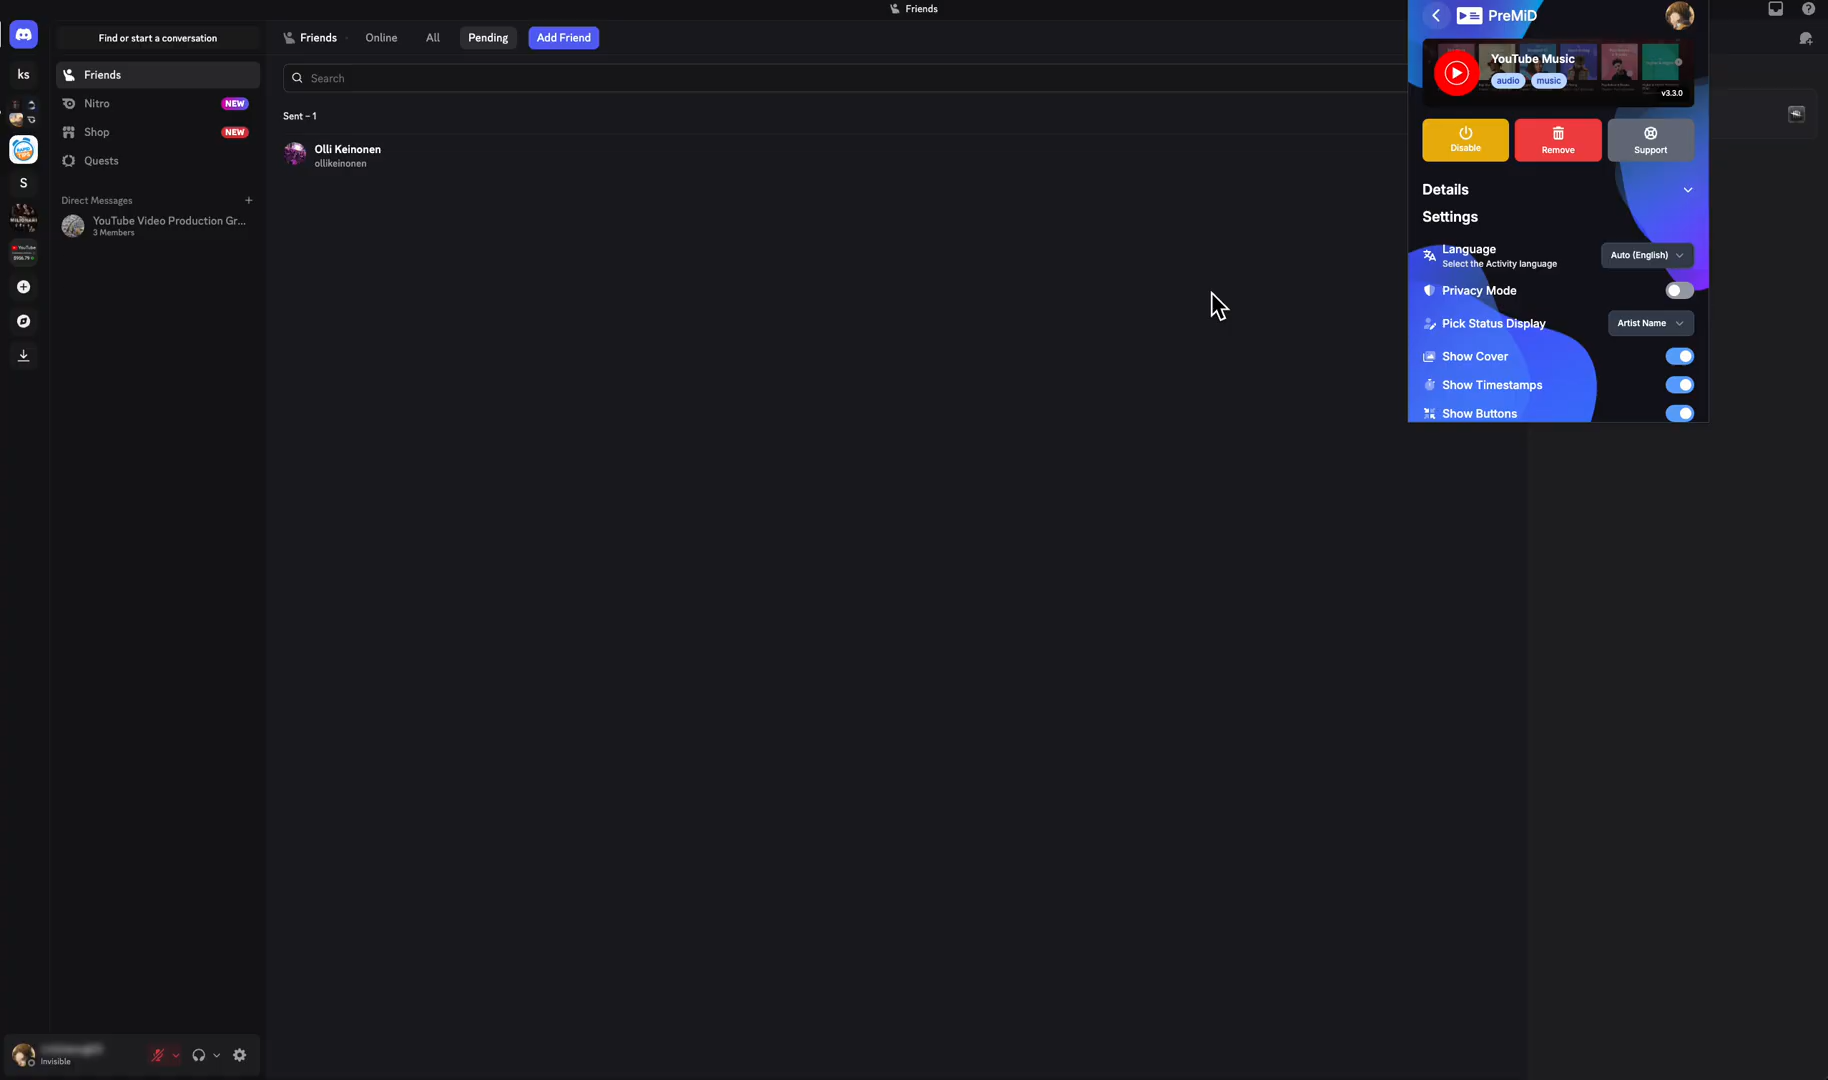 Friends
Find or start a conversation
ks
Friends
Nitro
NEW
Shop
NEW
Quests
Direct Messages
YouTube Video Production Gr...
3 Members
S
YouTube
$906.79
Invisible
Friends
Online
All
Pending
Add Friend
Search
Sent – 1
Olli Keinonen
ollikeinonen
PreMiD
YouTube Music
audio
music
v3.3.0
Disable
Remove
Support
Details
Settings
Language
Select the Activity language
Auto (English)
Privacy Mode
Pick Status Display
Artist Name
Show Cover
Show Timestamps
Show Buttons